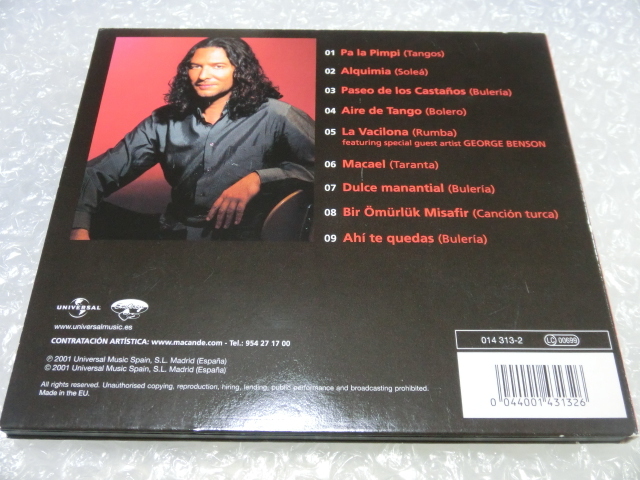 01 Pa la Pimpi (Tangos)
02 Alquimia (Soleá)
03 Paseo de los Castaños (Bulería)
04 Aire de Tango (Bolero)
05 La Vacilona (Rumba)
featuring special guest artist GEORGE BENSON
06 Macael (Taranta)
07 Dulce manantial (Bulería)
08 Bir Ömürlük Misafir (Canción turca)
09 Ahí te quedas (Bulería)
UNIVERSAL
www.universalmusic.es
CONTRATACIÓN ARTÍSTICA: www.macande.com - Tel.: 954 27 17 00
℗ 2001 Universal Music Spain, S.L. Madrid (España)
© 2001 Universal Music Spain, S.L. Madrid (España)
All rights reserved. Unauthorised copying, reproduction, hiring, lending, public performance and broadcasting prohibited.
Made in the EU.
014 313-2 LC 00699
0 044001 431326